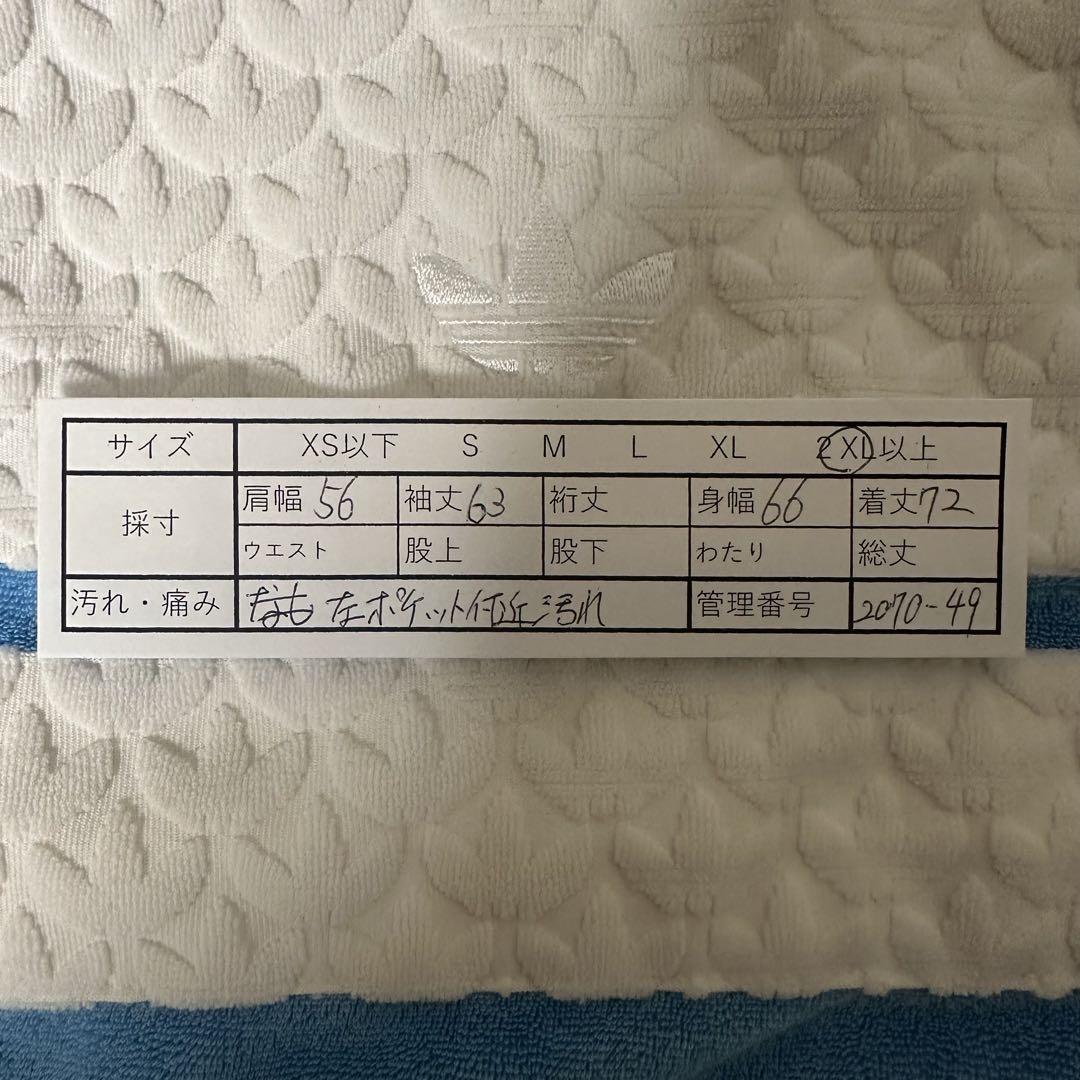 サイズ XS以下 S M L XL 2XL以上
採寸 肩幅 56 袖丈 63 裄丈 身幅 66 着丈 72
ウエスト 股上 股下 わたり 総丈
汚れ・痛み なも 左ポケット付近汚れ 管理番号 2070-49